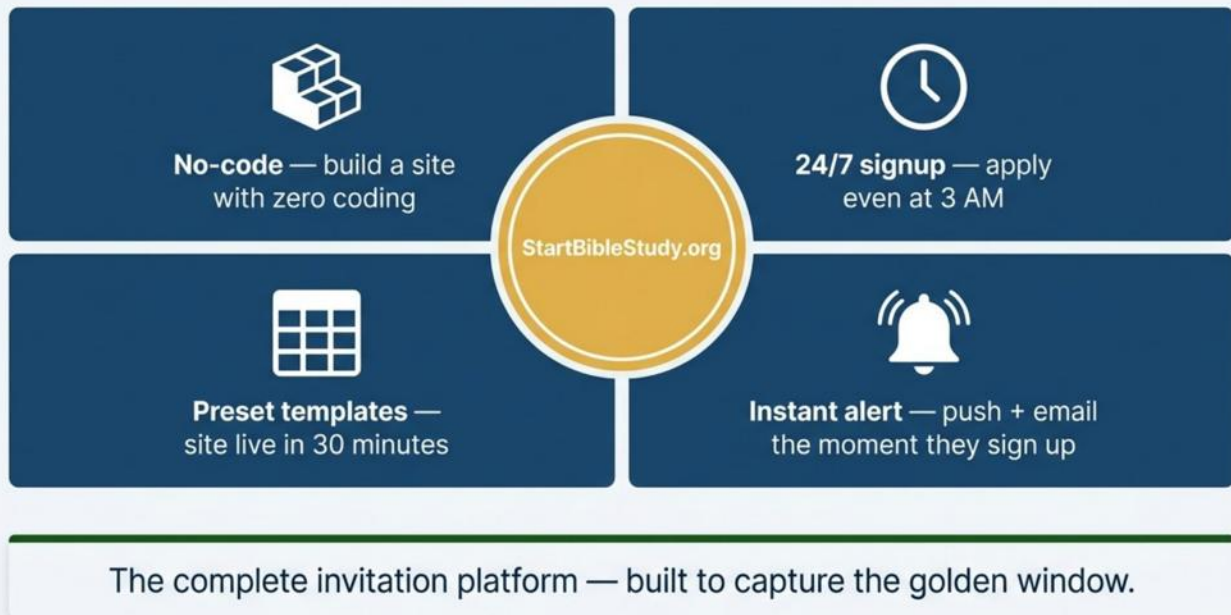 No-code — build a site
with zero coding
24/7 signup — apply
even at 3 AM
StartBibleStudy.org
Preset templates —
site live in 30 minutes
Instant alert — push + email
the moment they sign up
The complete invitation platform — built to capture the golden window.